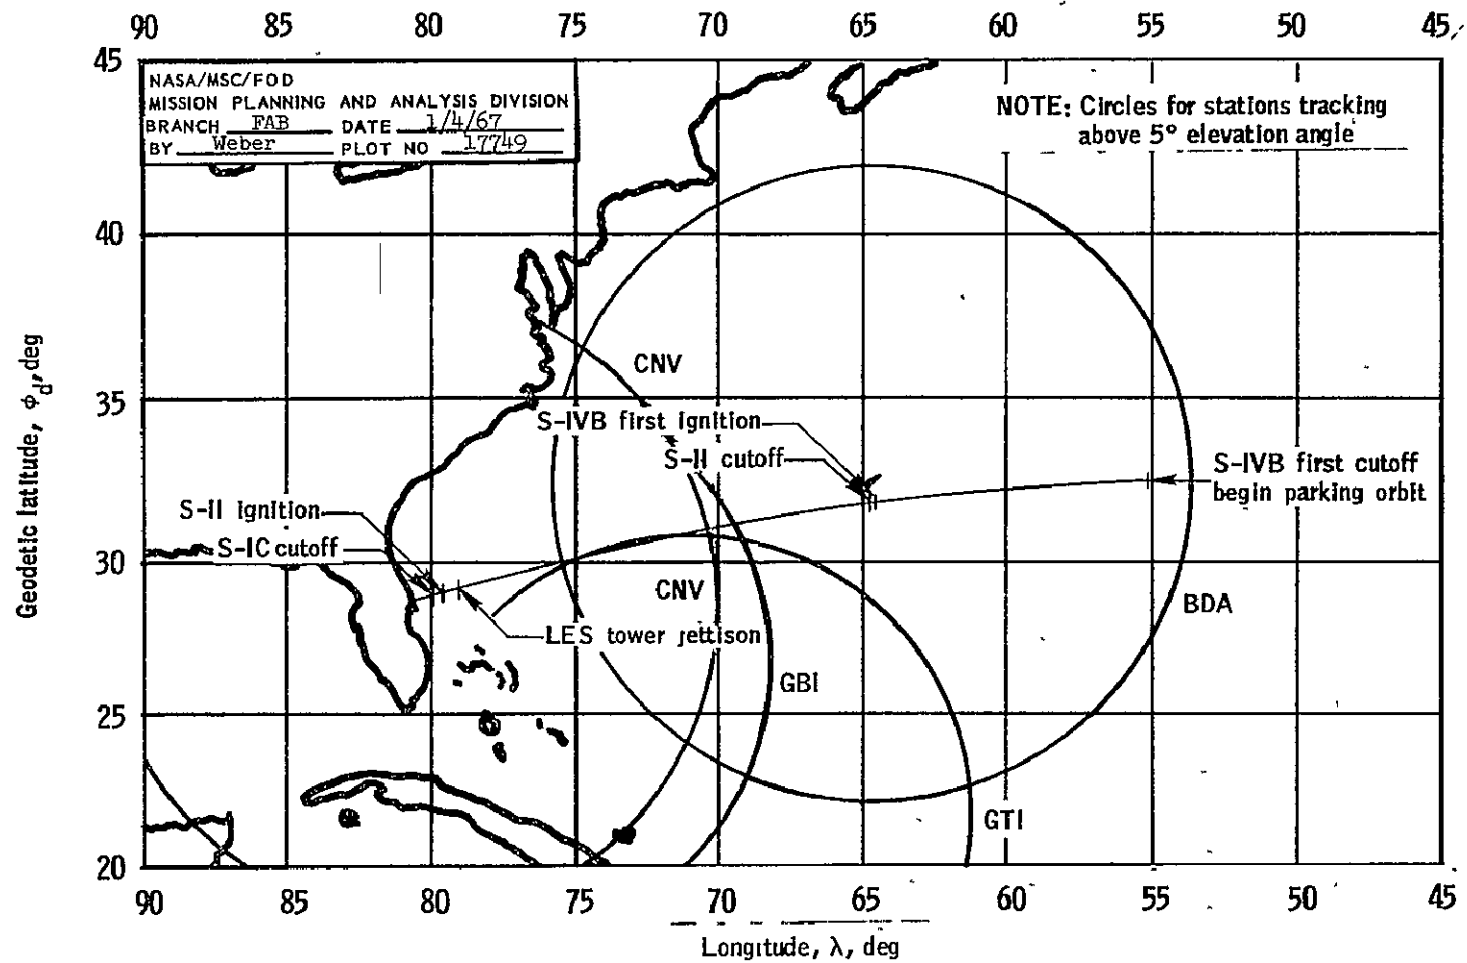 90 85 80 75 70 65 60 55 50 45
45
NASA/MSC/FOD
MISSION PLANNING AND ANALYSIS DIVISION
BRANCH FAB DATE 1/4/67
BY Weber PLOT NO 17749
NOTE: Circles for stations tracking
above 5° elevation angle
40
CNV
35
S-IVB first ignition
S-II cutoff
S-IVB first cutoff
begin parking orbit
S-II ignition
S-IC cutoff
30
CNV
BDA
LES tower jettison
GBI
25
GTI
20
90 85 80 75 70 65 60 55 50 45
Longitude, λ, deg
Geodetic latitude, φd, deg